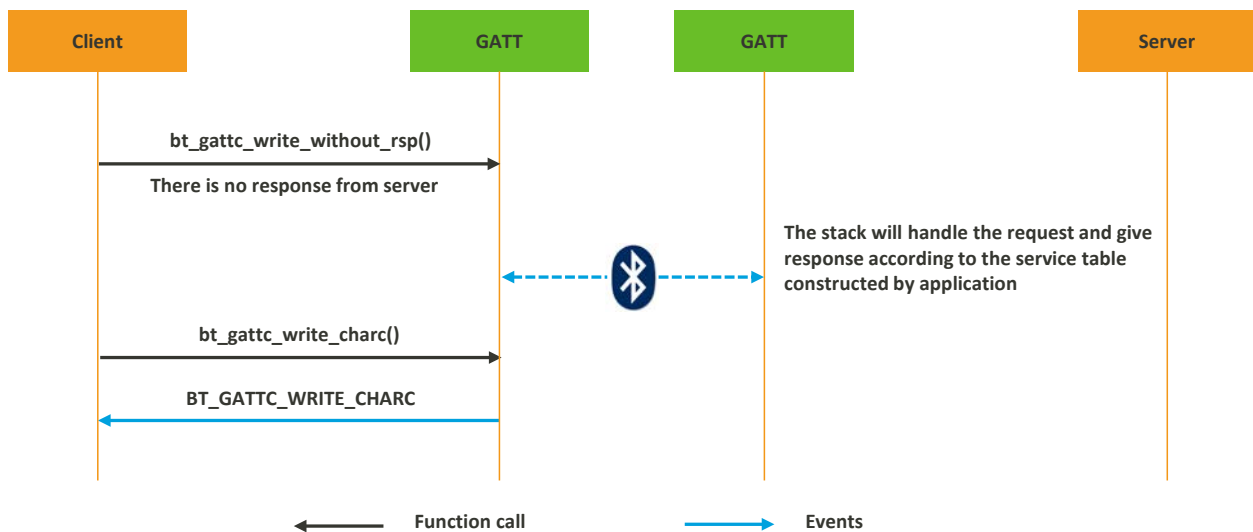 Client
GATT
GATT
Server
bt_gattc_write_without_rsp()
There is no response from server
The stack will handle the request and give
response according to the service table
constructed by application
bt_gattc_write_charc()
BT_GATTC_WRITE_CHARC
Function call
Events